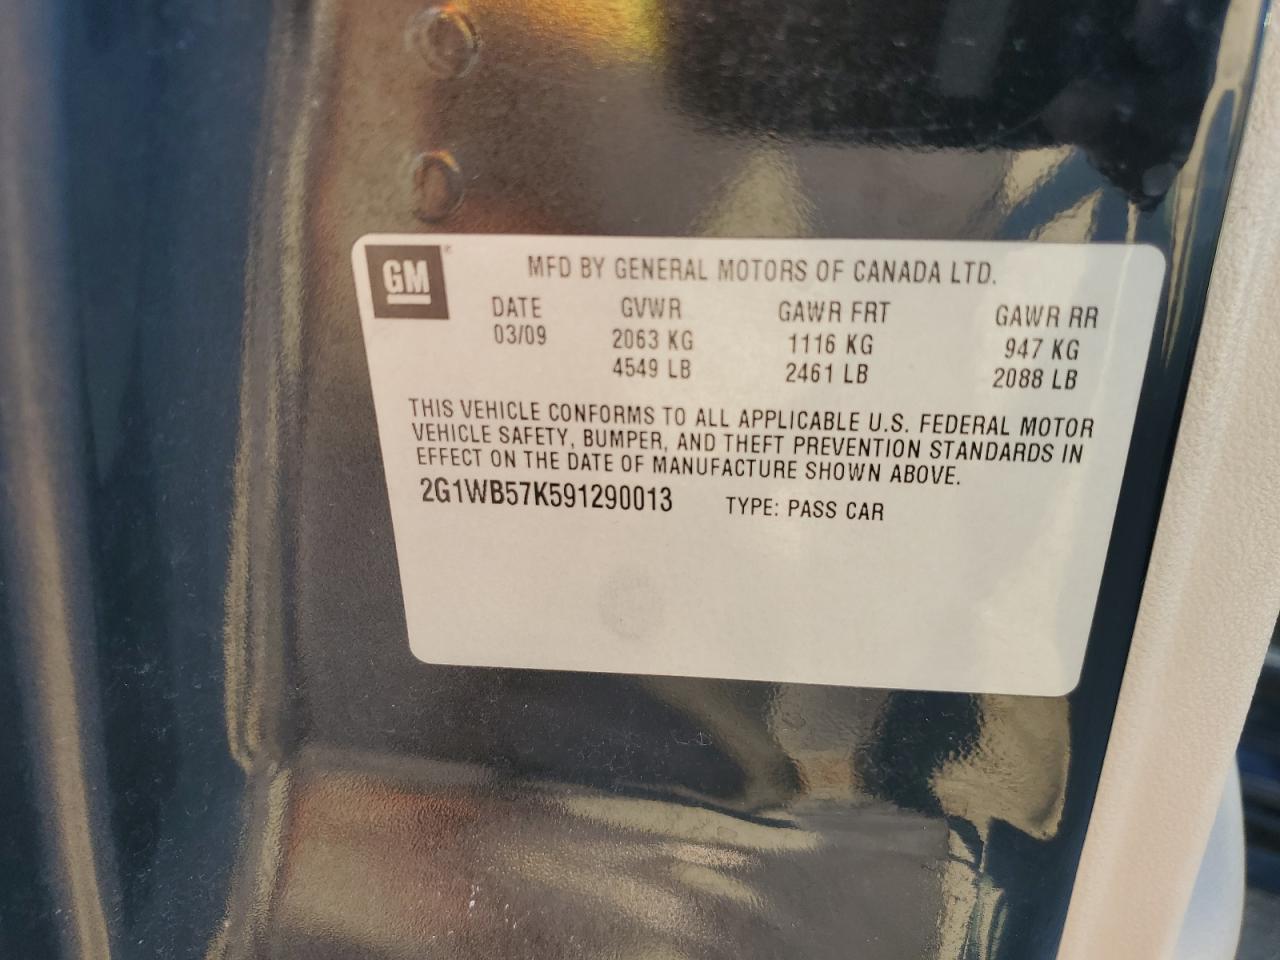 GM
MFD BY GENERAL MOTORS OF CANADA LTD.
DATE GVWR GAWR FRT GAWR RR
03/09 2063 KG 1116 KG 947 KG
4549 LB 2461 LB 2088 LB
THIS VEHICLE CONFORMS TO ALL APPLICABLE U.S. FEDERAL MOTOR
VEHICLE SAFETY, BUMPER, AND THEFT PREVENTION STANDARDS IN
EFFECT ON THE DATE OF MANUFACTURE SHOWN ABOVE.
2G1WB57K591290013 TYPE: PASS CAR